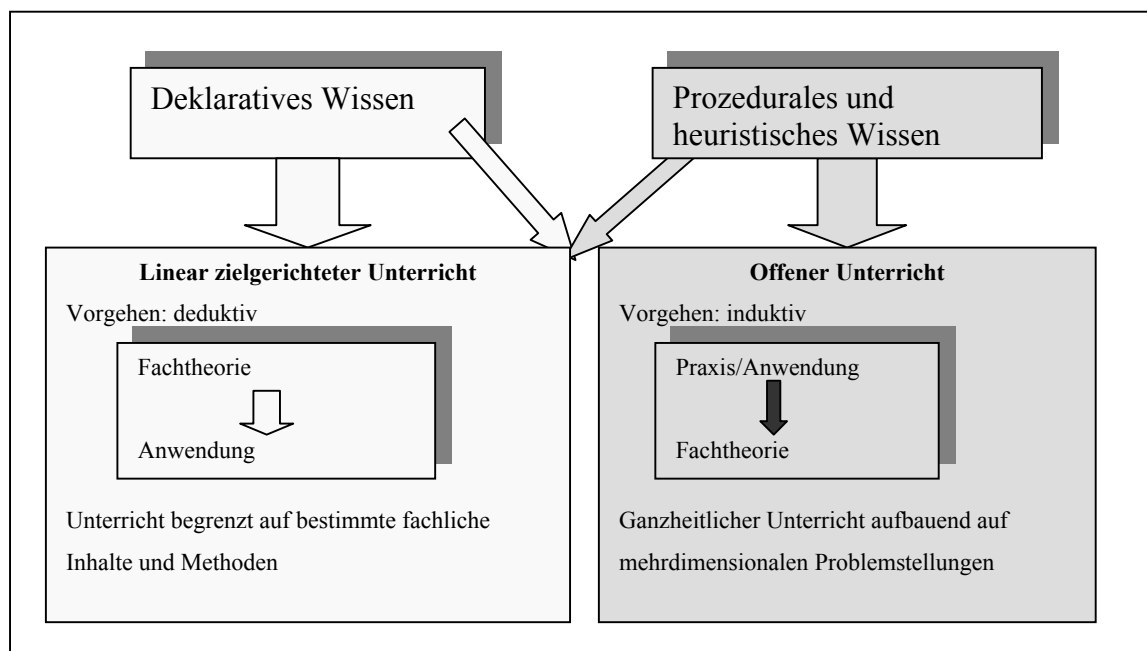 Deklaratives Wissen
Prozedurales und
heuristisches Wissen
Linear zielgerichteter Unterricht
Vorgehen: deduktiv
Fachtheorie
Anwendung
Unterricht begrenzt auf bestimmte fachliche
Inhalte und Methoden
Offener Unterricht
Vorgehen: induktiv
Praxis/Anwendung
Fachtheorie
Ganzheitlicher Unterricht aufbauend auf
mehrdimensionalen Problemstellungen